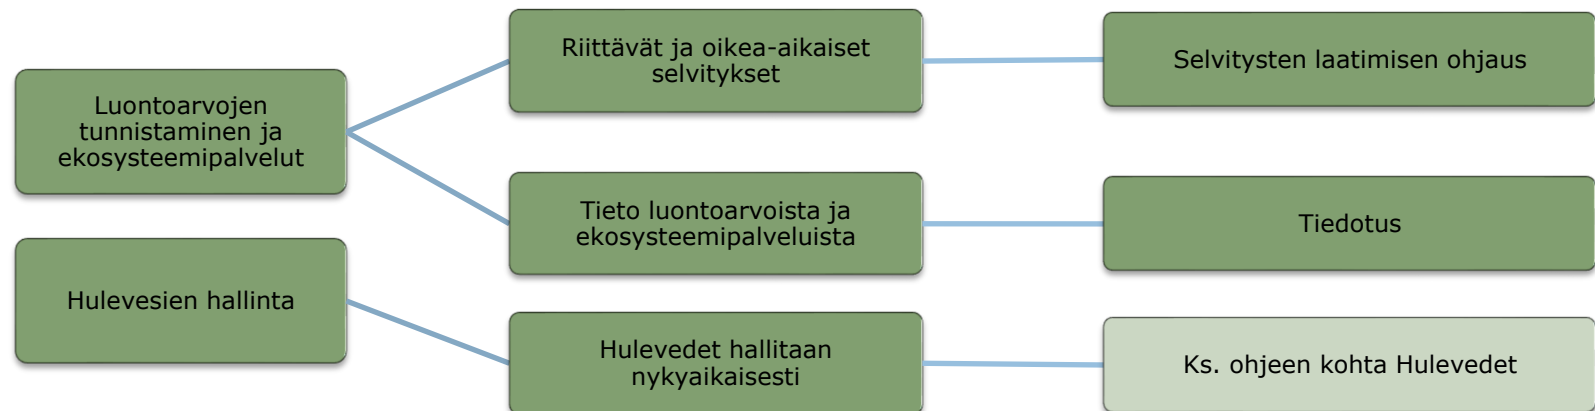 Luontoarvojen
tunnistaminen ja
ekosysteemipalvelut
Riittävät ja oikea-aikaiset
selvitykset
Selvitysten laatimisen ohjaus
Tieto luontoarvoista ja
ekosysteemipalveluista
Tiedotus
Hulevesien hallinta
Hulevedet hallitaan
nykyaikaisesti
Ks. ohjeen kohta Hulevedet